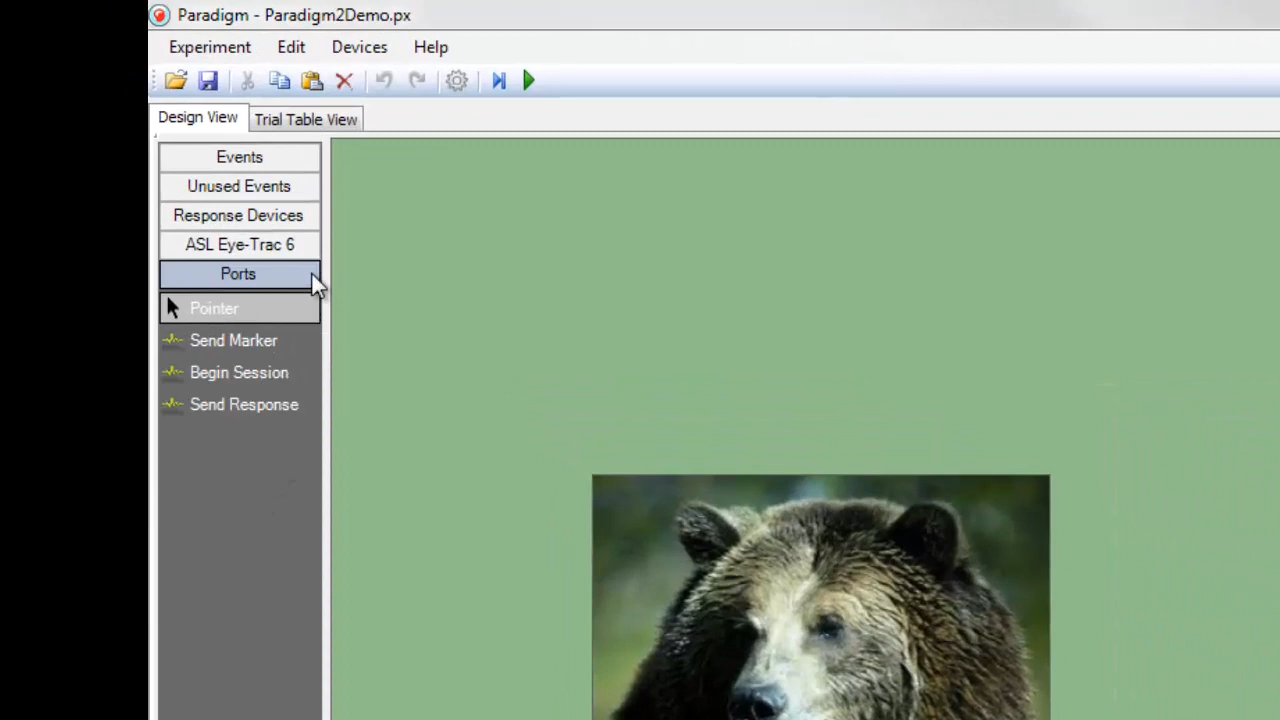 Paradigm - Paradigm2Demo.px
Experiment Edit Devices Help
Design View Trial Table View
Events
Unused Events
Response Devices
ASL Eye-Trac 6
Ports
Pointer
Send Marker
Begin Session
Send Response